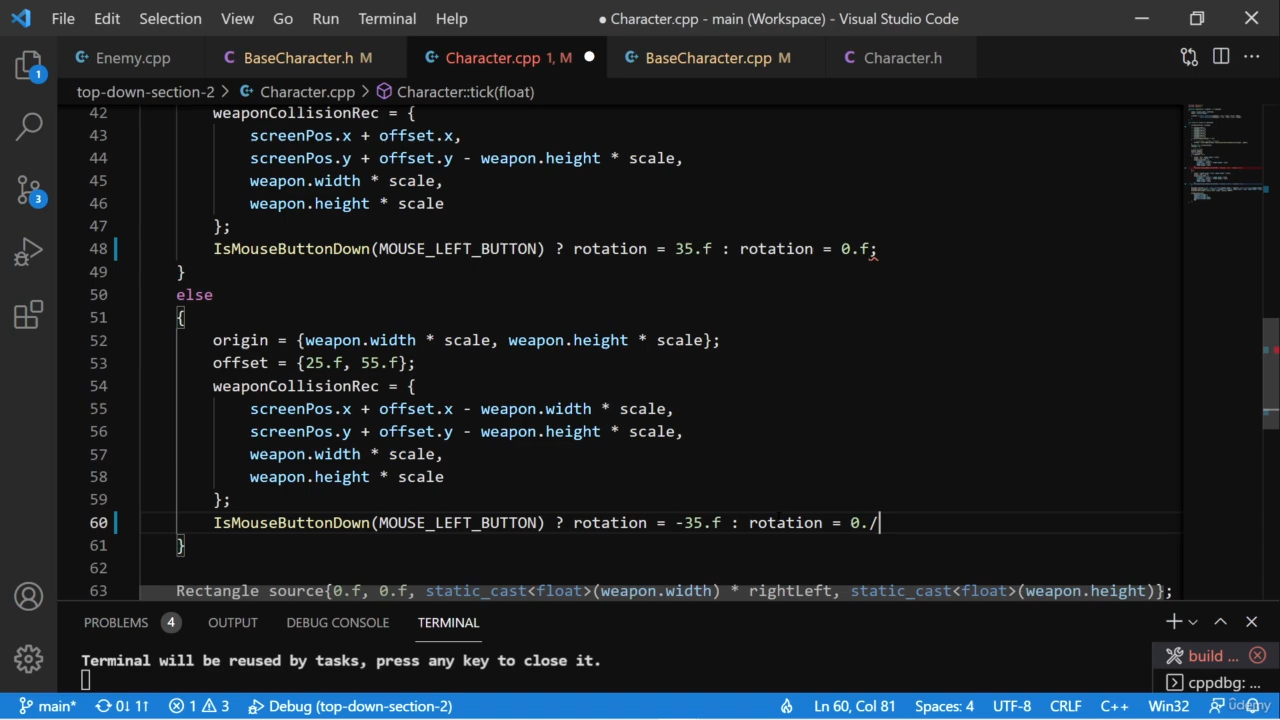 File Edit Selection View Go Run Terminal Help ● Character.cpp - main (Workspace) - Visual Studio Code
Enemy.cpp BaseCharacter.h M Character.cpp 1, M BaseCharacter.cpp M Character.h
top-down-section-2 > Character.cpp > Character::tick(float)
42 weaponCollisionRec = {
43 screenPos.x + offset.x,
44 screenPos.y + offset.y - weapon.height * scale,
45 weapon.width * scale,
46 weapon.height * scale
47 };
48 IsMouseButtonDown(MOUSE_LEFT_BUTTON) ? rotation = 35.f : rotation = 0.f;
49 }
50 else
51 {
52 origin = {weapon.width * scale, weapon.height * scale};
53 offset = {25.f, 55.f};
54 weaponCollisionRec = {
55 screenPos.x + offset.x - weapon.width * scale,
56 screenPos.y + offset.y - weapon.height * scale,
57 weapon.width * scale,
58 weapon.height * scale
59 };
60 IsMouseButtonDown(MOUSE_LEFT_BUTTON) ? rotation = -35.f : rotation = 0./
61 }
62
63 Rectangle source{0.f, 0.f, static_cast<float>(weapon.width) * rightLeft, static_cast<float>(weapon.height)};
PROBLEMS 4 OUTPUT DEBUG CONSOLE TERMINAL
Terminal will be reused by tasks, press any key to close it.
build ...
cppdbg: ...
1
3
main* 0↓ 1↑ 1 3 Debug (top-down-section-2) Ln 60, Col 81 Spaces: 4 UTF-8 CRLF C++ Win32
udemy